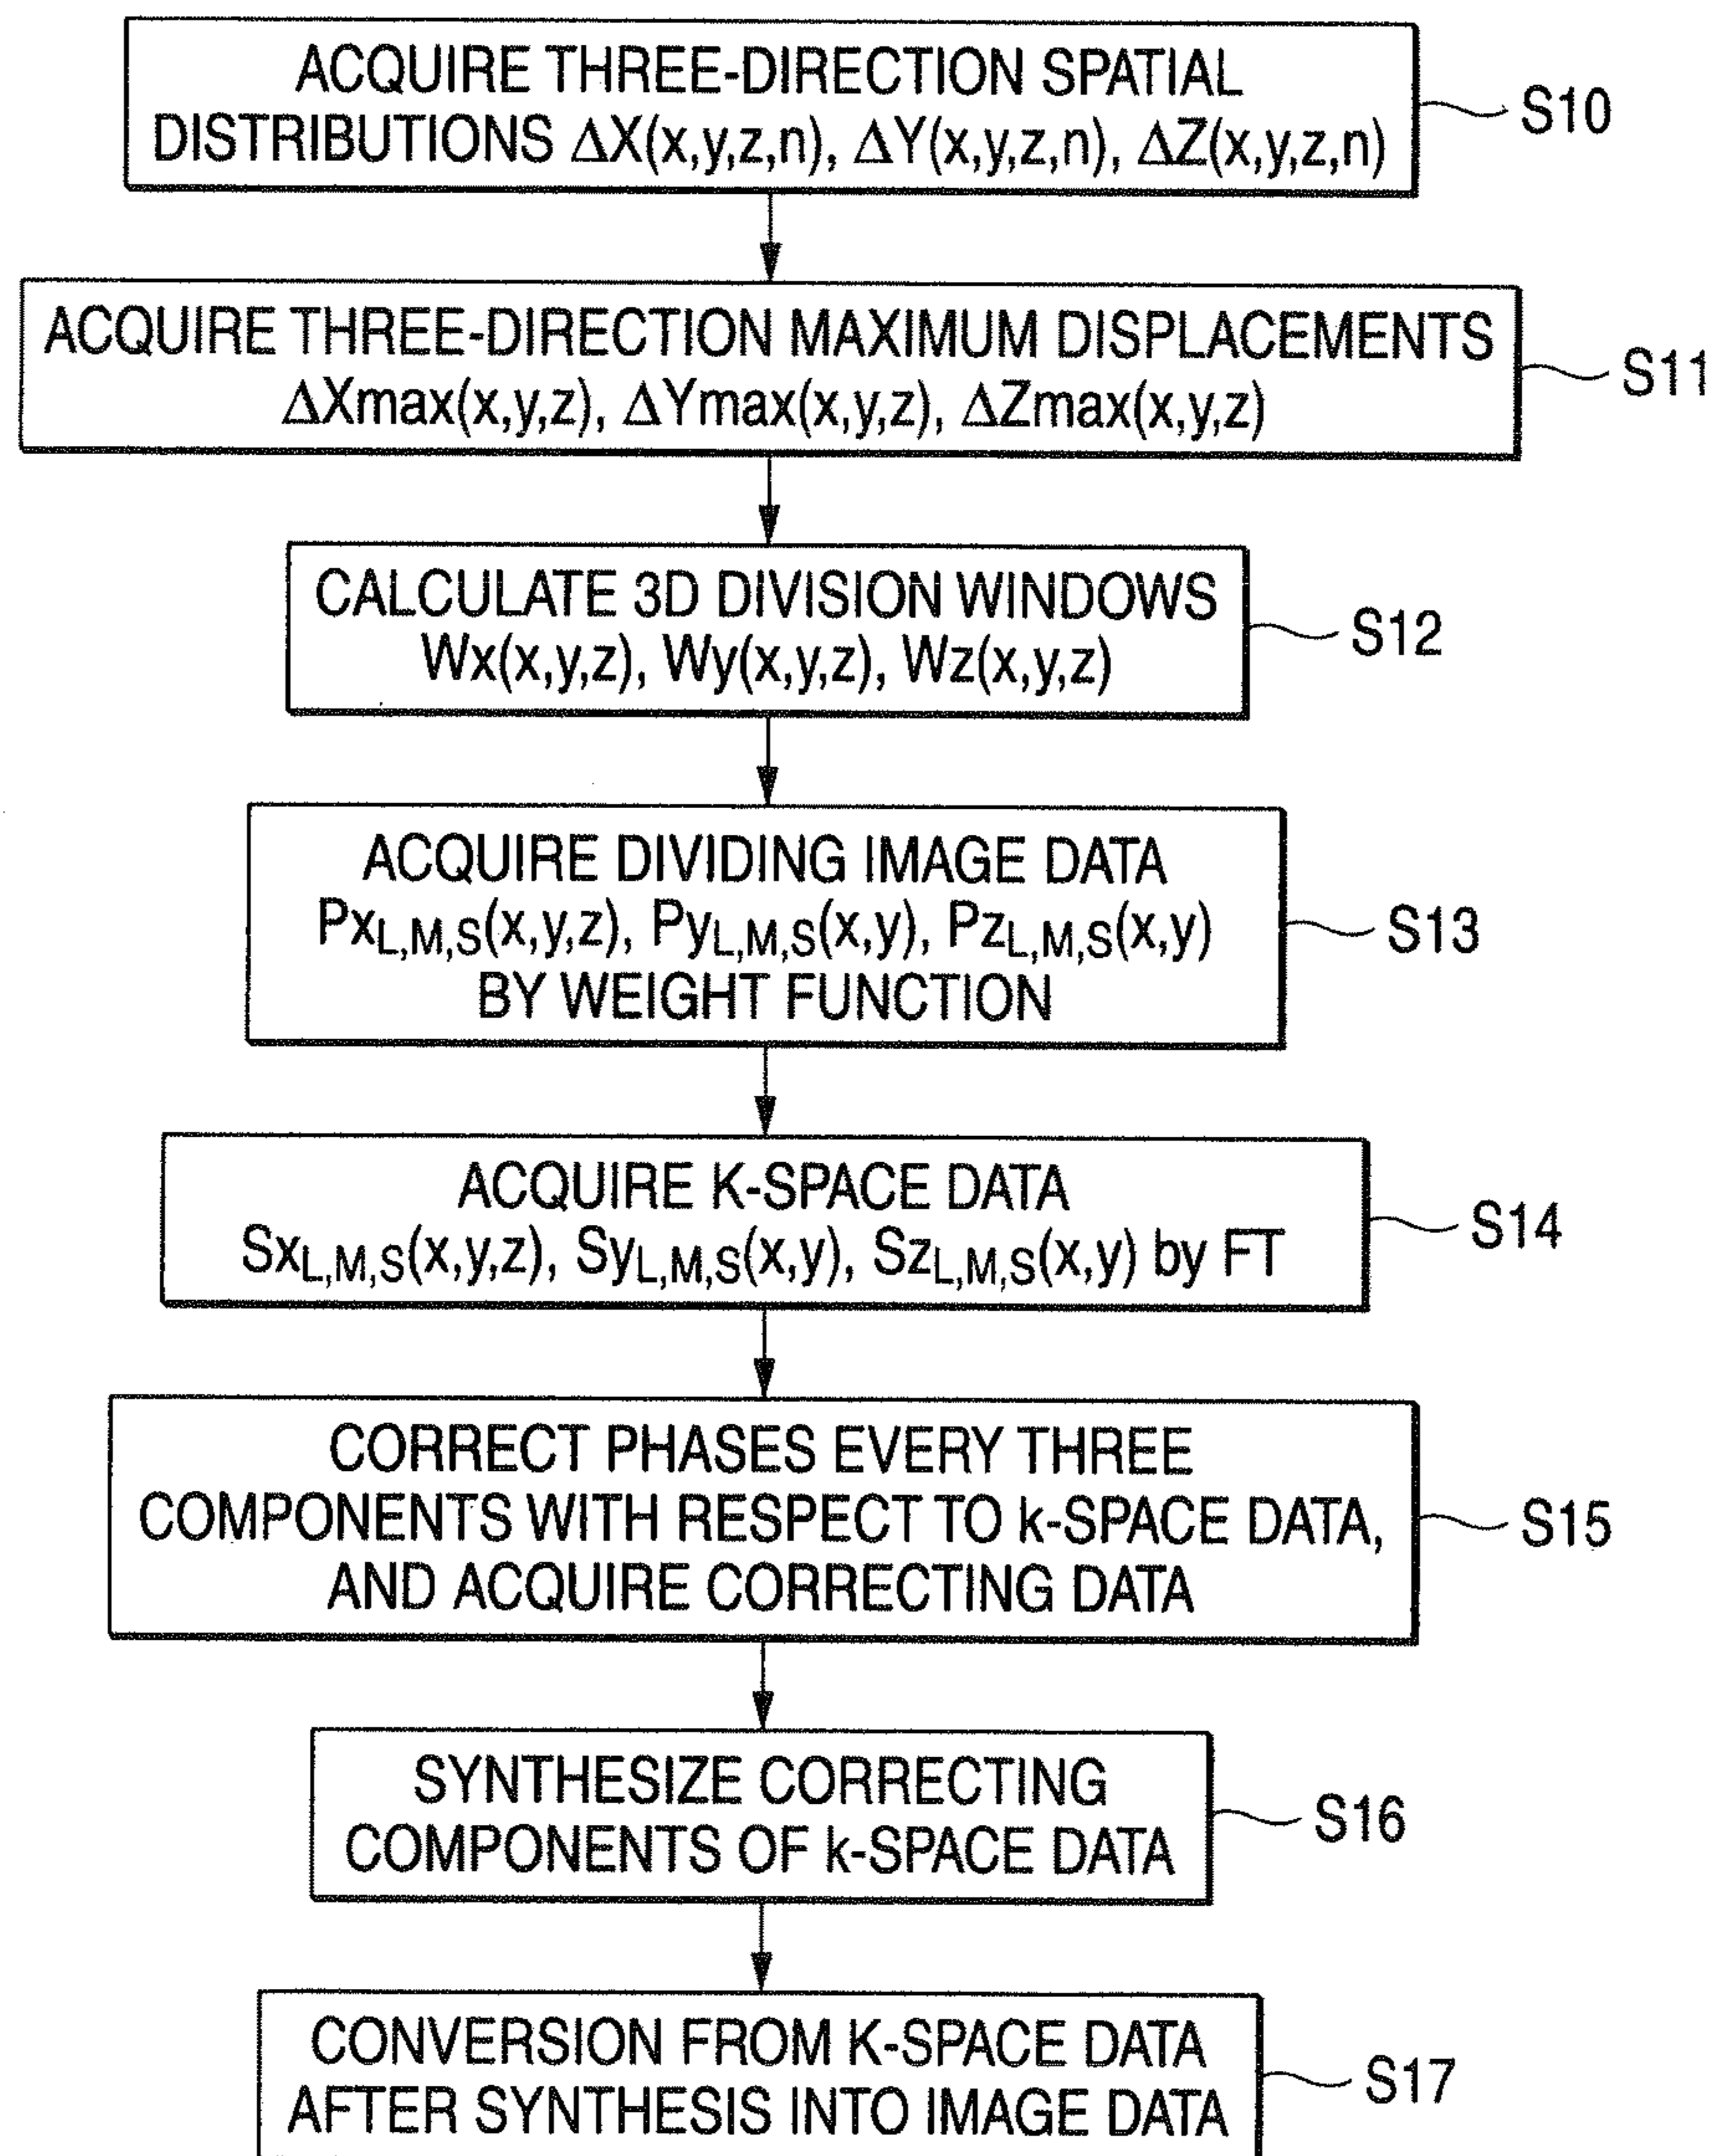 ACQUIRE THREE-DIRECTION SPATIAL
DISTRIBUTIONS ΔX(x,y,z,n), ΔY(x,y,z,n), ΔZ(x,y,z,n)
S10
ACQUIRE THREE-DIRECTION MAXIMUM DISPLACEMENTS
ΔXmax(x,y,z), ΔYmax(x,y,z), ΔZmax(x,y,z)
S11
CALCULATE 3D DIVISION WINDOWS
Wx(x,y,z), Wy(x,y,z), Wz(x,y,z)
S12
ACQUIRE DIVIDING IMAGE DATA
PxL,M,S(x,y,z), PyL,M,S(x,y), PzL,M,S(x,y)
BY WEIGHT FUNCTION
S13
ACQUIRE K-SPACE DATA
SxL,M,S(x,y,z), SyL,M,S(x,y), SzL,M,S(x,y) by FT
S14
CORRECT PHASES EVERY THREE
COMPONENTS WITH RESPECT TO k-SPACE DATA,
AND ACQUIRE CORRECTING DATA
S15
SYNTHESIZE CORRECTING
COMPONENTS OF k-SPACE DATA
S16
CONVERSION FROM K-SPACE DATA
AFTER SYNTHESIS INTO IMAGE DATA
S17